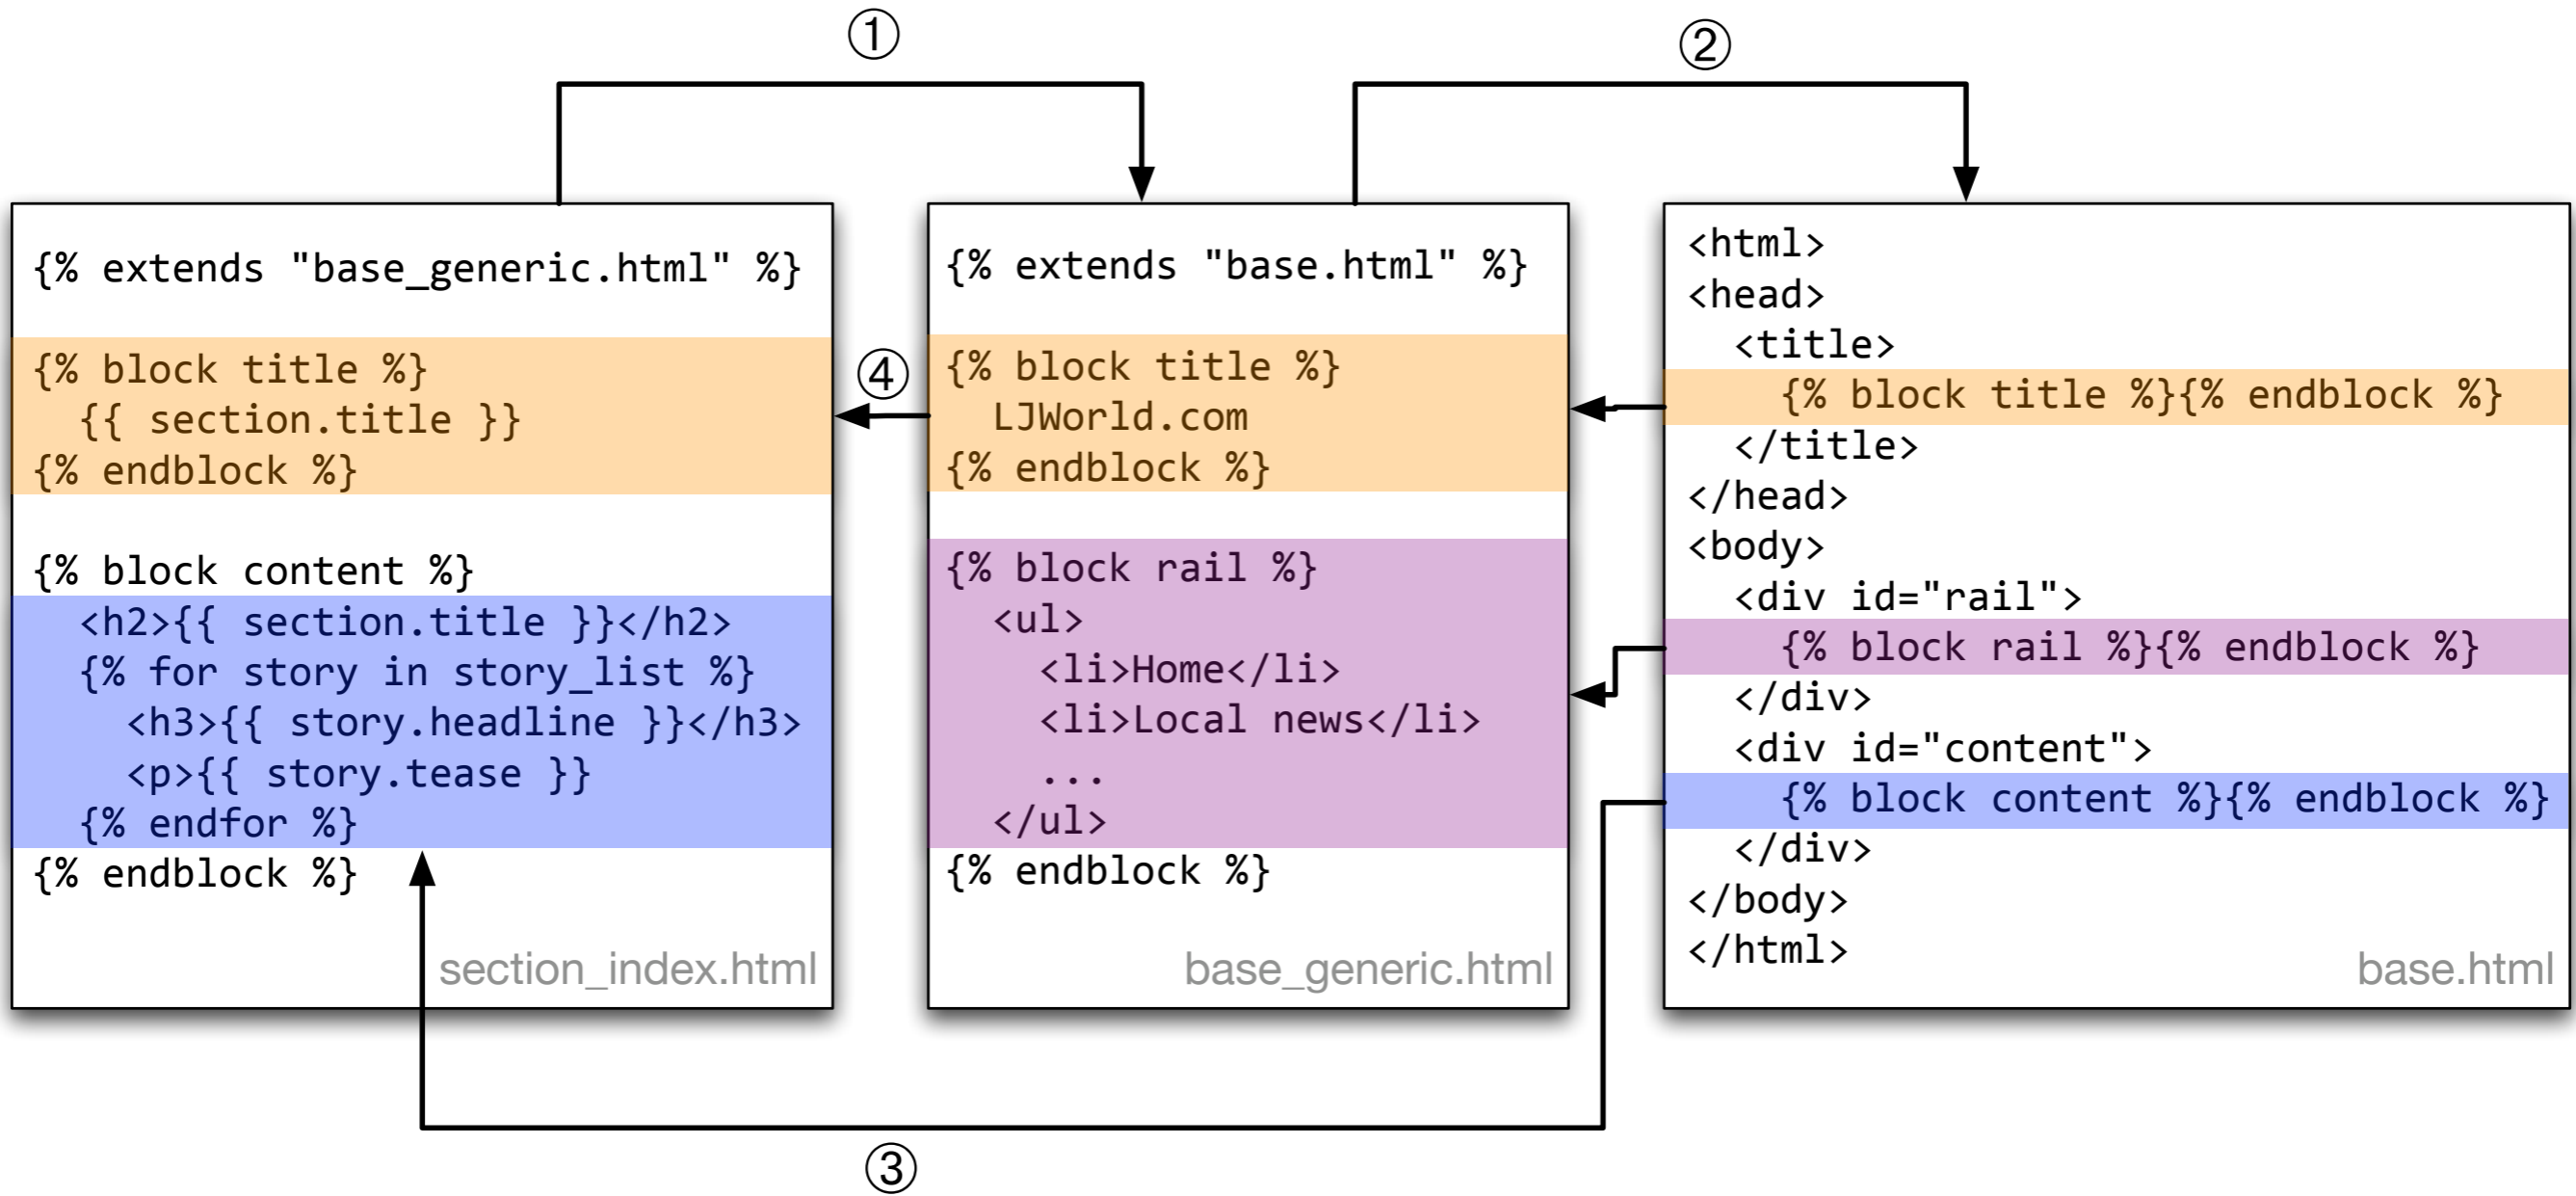 ①
②
{% extends "base_generic.html" %}
{% block title %}
{{ section.title }}
{% endblock %}
{% block content %}
<h2>{{ section.title }}</h2>
{% for story in story_list %}
<h3>{{ story.headline }}</h3>
<p>{{ story.tease }}
{% endfor %}
{% endblock %}
section_index.html
④
{% extends "base.html" %}
{% block title %}
LJWorld.com
{% endblock %}
{% block rail %}
<ul>
<li>Home</li>
<li>Local news</li>
...
</ul>
{% endblock %}
base_generic.html
<html>
<head>
<title>
{% block title %}{% endblock %}
</title>
</head>
<body>
<div id="rail">
{% block rail %}{% endblock %}
</div>
<div id="content">
{% block content %}{% endblock %}
</div>
</body>
</html>
base.html
③